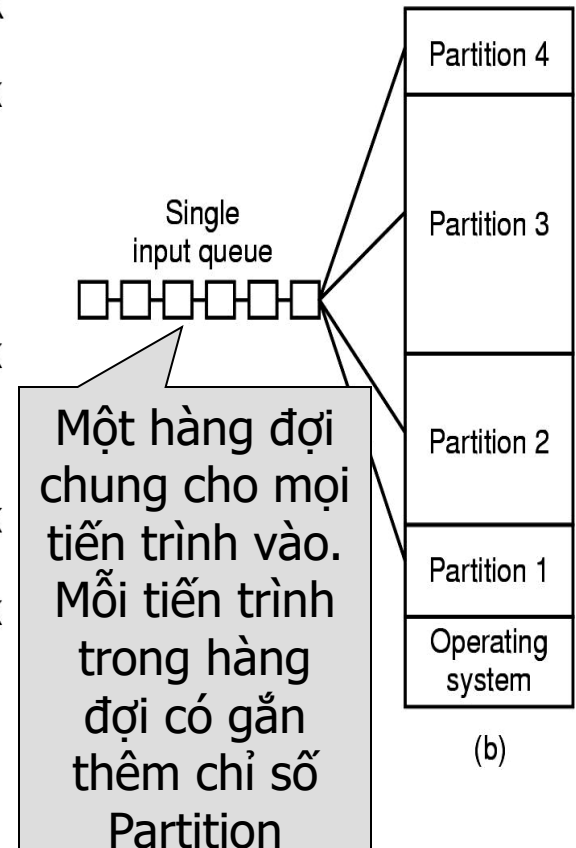 Partition 4
Partition 3
Single
input queue
Partition 2
Một hàng đợi
chung cho mọi
tiến trình vào.
Mỗi tiến trình
trong hàng
đợi có gắn
thêm chỉ số
Partition
Partition 1
Operating
system
(b)